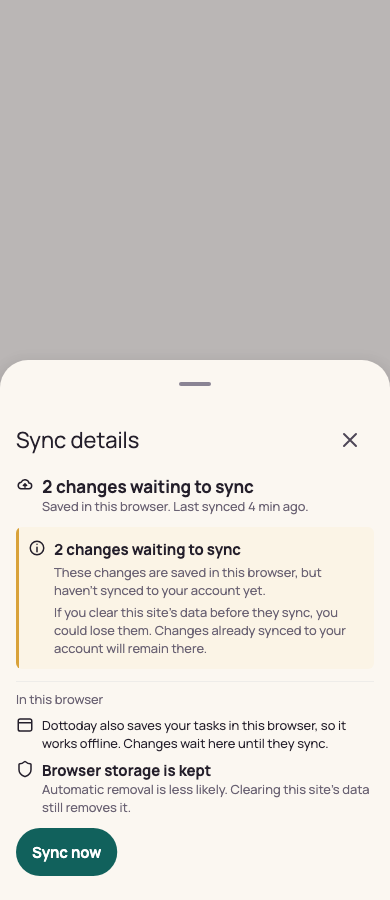 Sync details
2 changes waiting to sync
Saved in this browser. Last synced 4 min ago.
2 changes waiting to sync
These changes are saved in this browser, but
haven't synced to your account yet.
If you clear this site's data before they sync, you
could lose them. Changes already synced to your
account will remain there.
In this browser
Dottoday also saves your tasks in this browser, so it
works offline. Changes wait here until they sync.
Browser storage is kept
Automatic removal is less likely. Clearing this site's data
still removes it.
Sync now